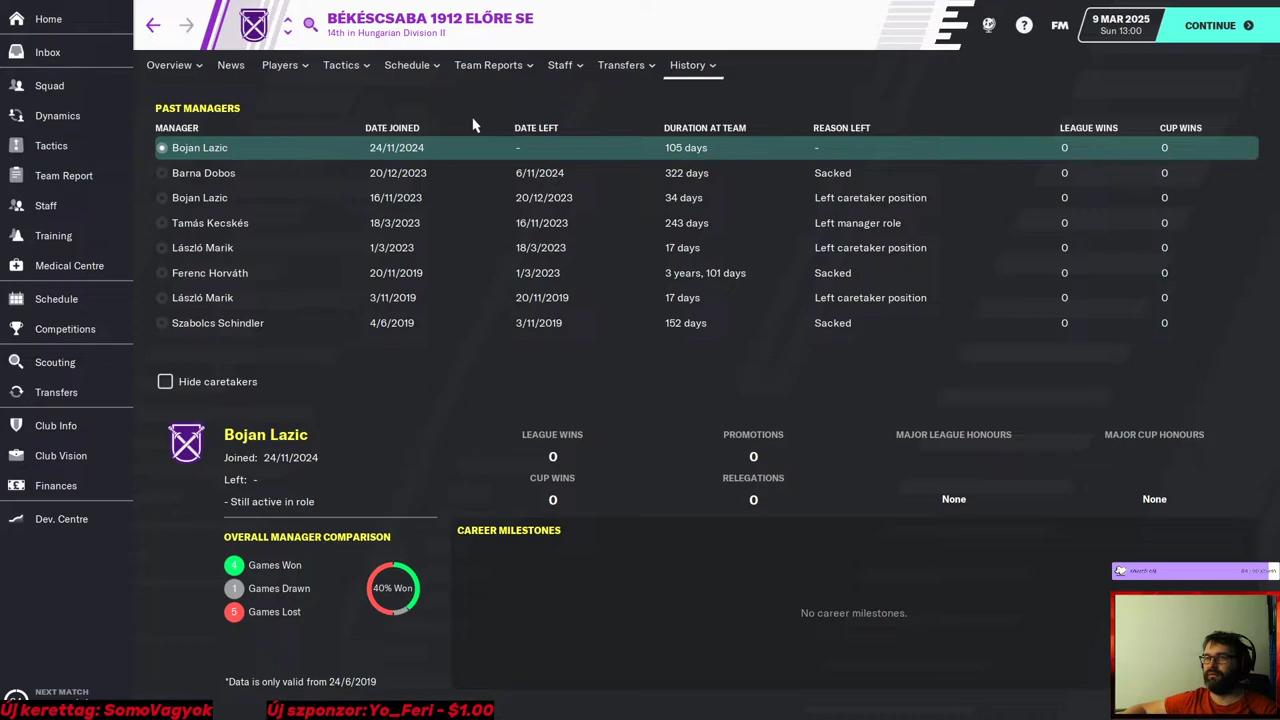 Home
BÉKÉSCSABA 1912 ELŐRE SE
14th in Hungarian Division II
?
FM
9 MAR 2025
Sun 13:00
CONTINUE
Inbox
Squad
Dynamics
Tactics
Team Report
Staff
Training
Medical Centre
Schedule
Competitions
Scouting
Transfers
Club Info
Club Vision
Finances
Dev. Centre
NEXT MATCH
Overview
News
Players
Tactics
Schedule
Team Reports
Staff
Transfers
History
PAST MANAGERS
MANAGER DATE JOINED DATE LEFT DURATION AT TEAM REASON LEFT LEAGUE WINS CUP WINS
Bojan Lazic 24/11/2024 - 105 days - 0 0
Barna Dobos 20/12/2023 6/11/2024 322 days Sacked 0 0
Bojan Lazic 16/11/2023 20/12/2023 34 days Left caretaker position 0 0
Tamás Kecskés 18/3/2023 16/11/2023 243 days Left manager role 0 0
László Marik 1/3/2023 18/3/2023 17 days Left caretaker position 0 0
Ferenc Horváth 20/11/2019 1/3/2023 3 years, 101 days Sacked 0 0
László Marik 3/11/2019 20/11/2019 17 days Left caretaker position 0 0
Szabolcs Schindler 4/6/2019 3/11/2019 152 days Sacked 0 0
Hide caretakers
Bojan Lazic
Joined: 24/11/2024
Left: -
- Still active in role
LEAGUE WINS PROMOTIONS MAJOR LEAGUE HONOURS MAJOR CUP HONOURS
0 0
CUP WINS RELEGATIONS
0 0 None None
OVERALL MANAGER COMPARISON
4 Games Won
1 Games Drawn
5 Games Lost
40% Won
CAREER MILESTONES
No career milestones.
*Data is only valid from 24/6/2019
Új kerettag: SomoVagyok
Új szponzor: Yo_Feri - $1.00